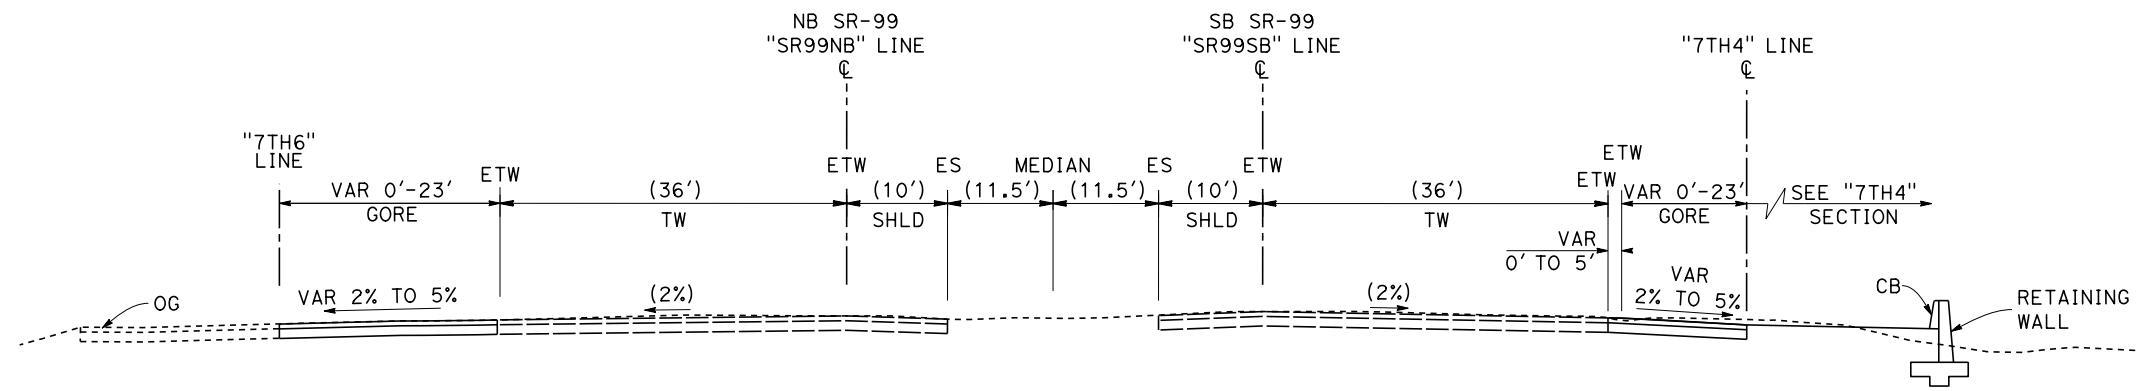 NB SR-99
"SR99NB" LINE
℄
SB SR-99
"SR99SB" LINE
℄
"7TH4" LINE
℄
"7TH6"
LINE
ETW
ETW
ES
MEDIAN
ES
ETW
ETW
ETW
VAR 0'-23'
GORE
(36')
TW
(10')
SHLD
(11.5')
(11.5')
(10')
SHLD
(36')
TW
VAR 0'-23'
GORE
SEE "7TH4"
SECTION
VAR
0' TO 5'
OG
VAR 2% TO 5%
(2%)
(2%)
VAR
2% TO 5%
CB
RETAINING
WALL